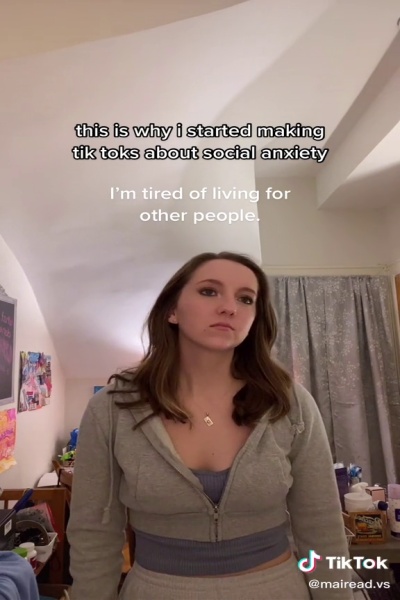 this is why i started making
tik toks about social anxiety
I'm tired of living for
other people.
TikTok
@mairead.vs